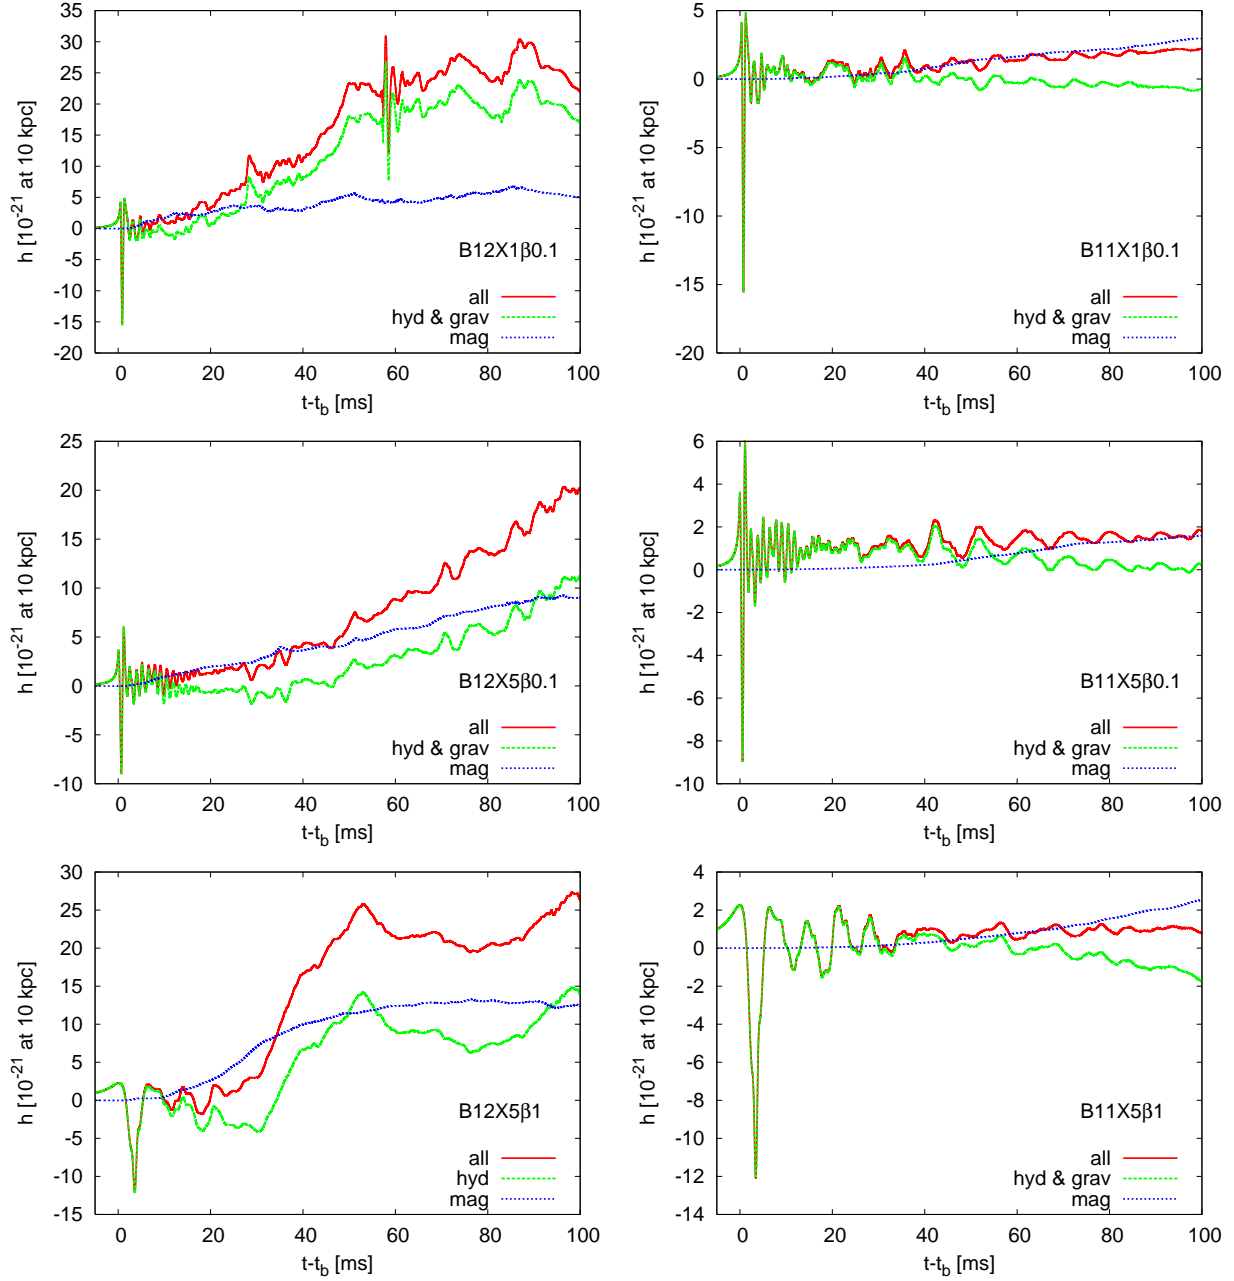 35
30
25
20
15
10
5
0
-5
-10
-15
-20
h [10^-21 at 10 kpc]
B12X1β0.1
all
hyd & grav
mag
0 20 40 60 80 100
t-t_b [ms]
5
0
-5
-10
-15
-20
h [10^-21 at 10 kpc]
B11X1β0.1
all
hyd & grav
mag
0 20 40 60 80 100
t-t_b [ms]
25
20
15
10
5
0
-5
-10
h [10^-21 at 10 kpc]
B12X5β0.1
all
hyd & grav
mag
0 20 40 60 80 100
t-t_b [ms]
6
4
2
0
-2
-4
-6
-8
-10
h [10^-21 at 10 kpc]
B11X5β0.1
all
hyd & grav
mag
0 20 40 60 80 100
t-t_b [ms]
30
25
20
15
10
5
0
-5
-10
-15
h [10^-21 at 10 kpc]
B12X5β1
all
hyd
mag
0 20 40 60 80 100
t-t_b [ms]
4
2
0
-2
-4
-6
-8
-10
-12
-14
h [10^-21 at 10 kpc]
B11X5β1
all
hyd & grav
mag
0 20 40 60 80 100
t-t_b [ms]